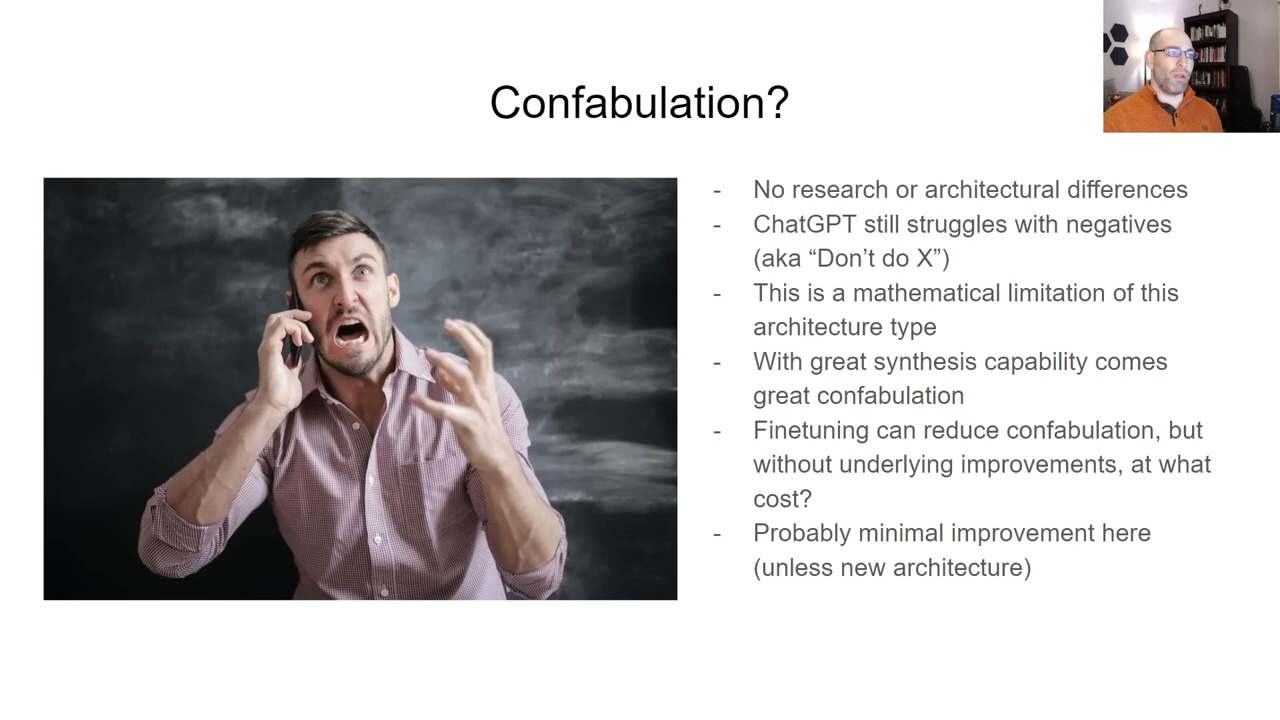 Confabulation?
- No research or architectural differences
- ChatGPT still struggles with negatives
(aka “Don’t do X”)
- This is a mathematical limitation of this
architecture type
- With great synthesis capability comes
great confabulation
- Finetuning can reduce confabulation, but
without underlying improvements, at what
cost?
- Probably minimal improvement here
(unless new architecture)